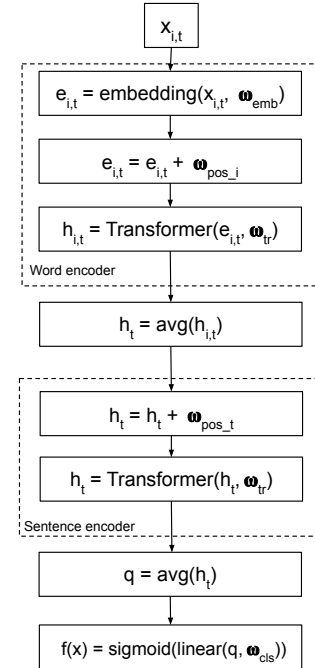 x_{i,t}
e_{i,t} = embedding(x_{i,t}, ω_{emb})
e_{i,t} = e_{i,t} + ω_{pos_i}
h_{i,t} = Transformer(e_{i,t}, ω_{tr})
Word encoder
h_t = avg(h_{i,t})
h_t = h_t + ω_{pos_t}
h_t = Transformer(h_t, ω_{tr})
Sentence encoder
q = avg(h_t)
f(x) = sigmoid(linear(q, ω_{cls}))